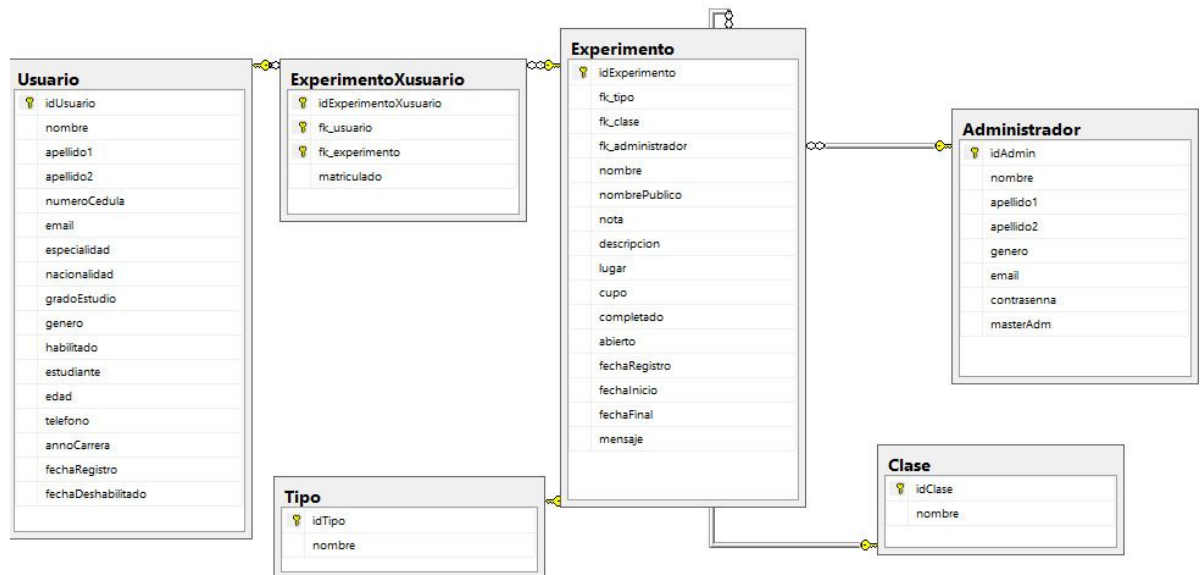 Usuario
idUsuario
nombre
apellido1
apellido2
numeroCedula
email
especialidad
nacionalidad
gradoEstudio
genero
habilitado
estudiante
edad
telefono
annoCarrera
fechaRegistro
fechaDeshabilitado
ExperimentoXusuario
idExperimentoXusuario
fk_usuario
fk_experimento
matriculado
Experimento
idExperimento
fk_tipo
fk_clase
fk_administrador
nombre
nombrePublico
nota
descripcion
lugar
cupo
completado
abierto
fechaRegistro
fechaInicio
fechaFinal
mensaje
Administrador
idAdmin
nombre
apellido1
apellido2
genero
email
contrasenna
masterAdm
Tipo
idTipo
nombre
Clase
idClase
nombre